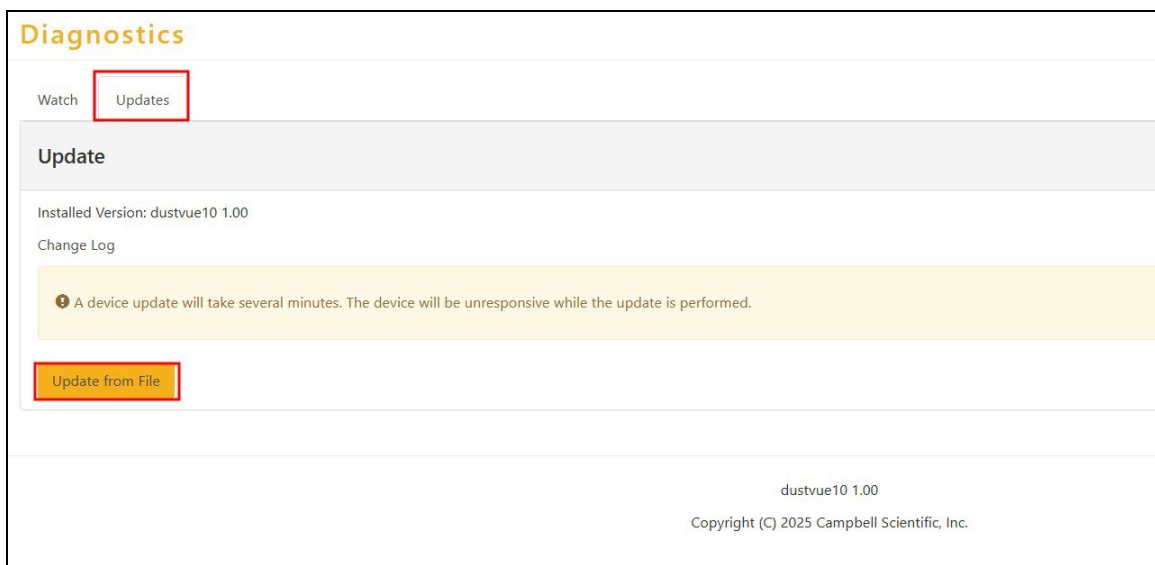 Diagnostics
Watch Updates
Update
Installed Version: dustvue10 1.00
Change Log
A device update will take several minutes. The device will be unresponsive while the update is performed.
Update from File
dustvue10 1.00
Copyright (C) 2025 Campbell Scientific, Inc.